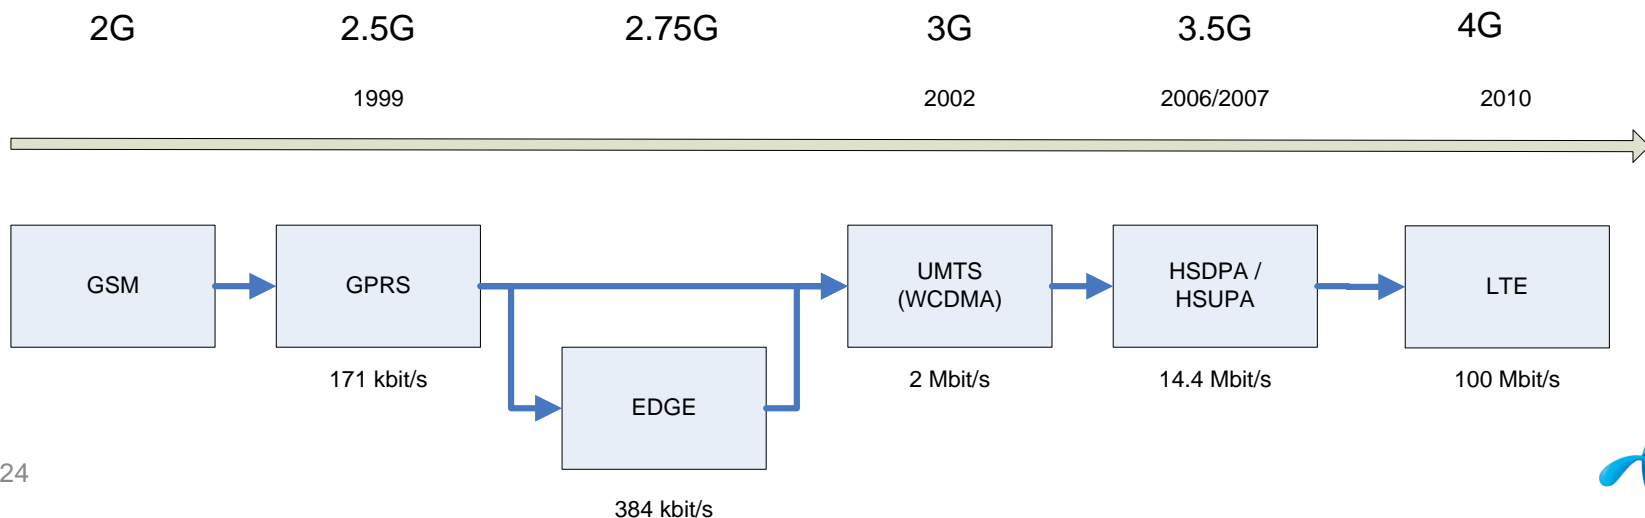 2G 2.5G 2.75G 3G 3.5G 4G
1999 2002 2006/2007 2010
GSM
GPRS
UMTS
(WCDMA)
HSDPA /
HSUPA
LTE
171 kbit/s
2 Mbit/s
14.4 Mbit/s
100 Mbit/s
EDGE
384 kbit/s
24